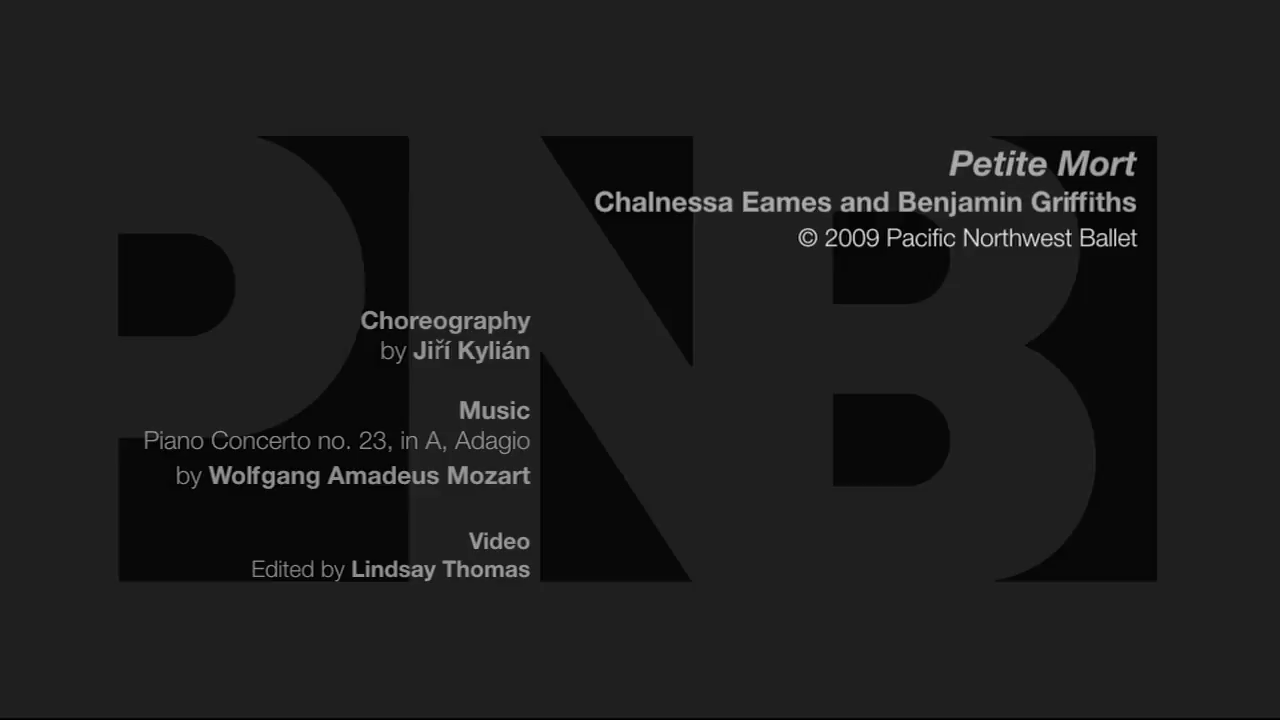 PNB
Petite Mort
Chalnessa Eames and Benjamin Griffiths
© 2009 Pacific Northwest Ballet
Choreography
by Jiří Kylián
Music
Piano Concerto no. 23, in A, Adagio
by Wolfgang Amadeus Mozart
Video
Edited by Lindsay Thomas